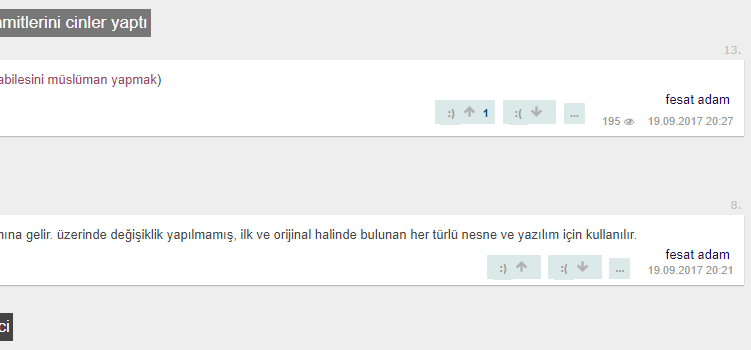 amitlerini cinler yaptı
13.
abilesini müslüman yapmak)
fesat adam
:) 1 :( ... 195 19.09.2017 20:27
8.
mına gelir. üzerinde değişiklik yapılmamış, ilk ve orijinal halinde bulunan her türlü nesne ve yazılım için kullanılır.
fesat adam
:) :( ... 19.09.2017 20:21
ci